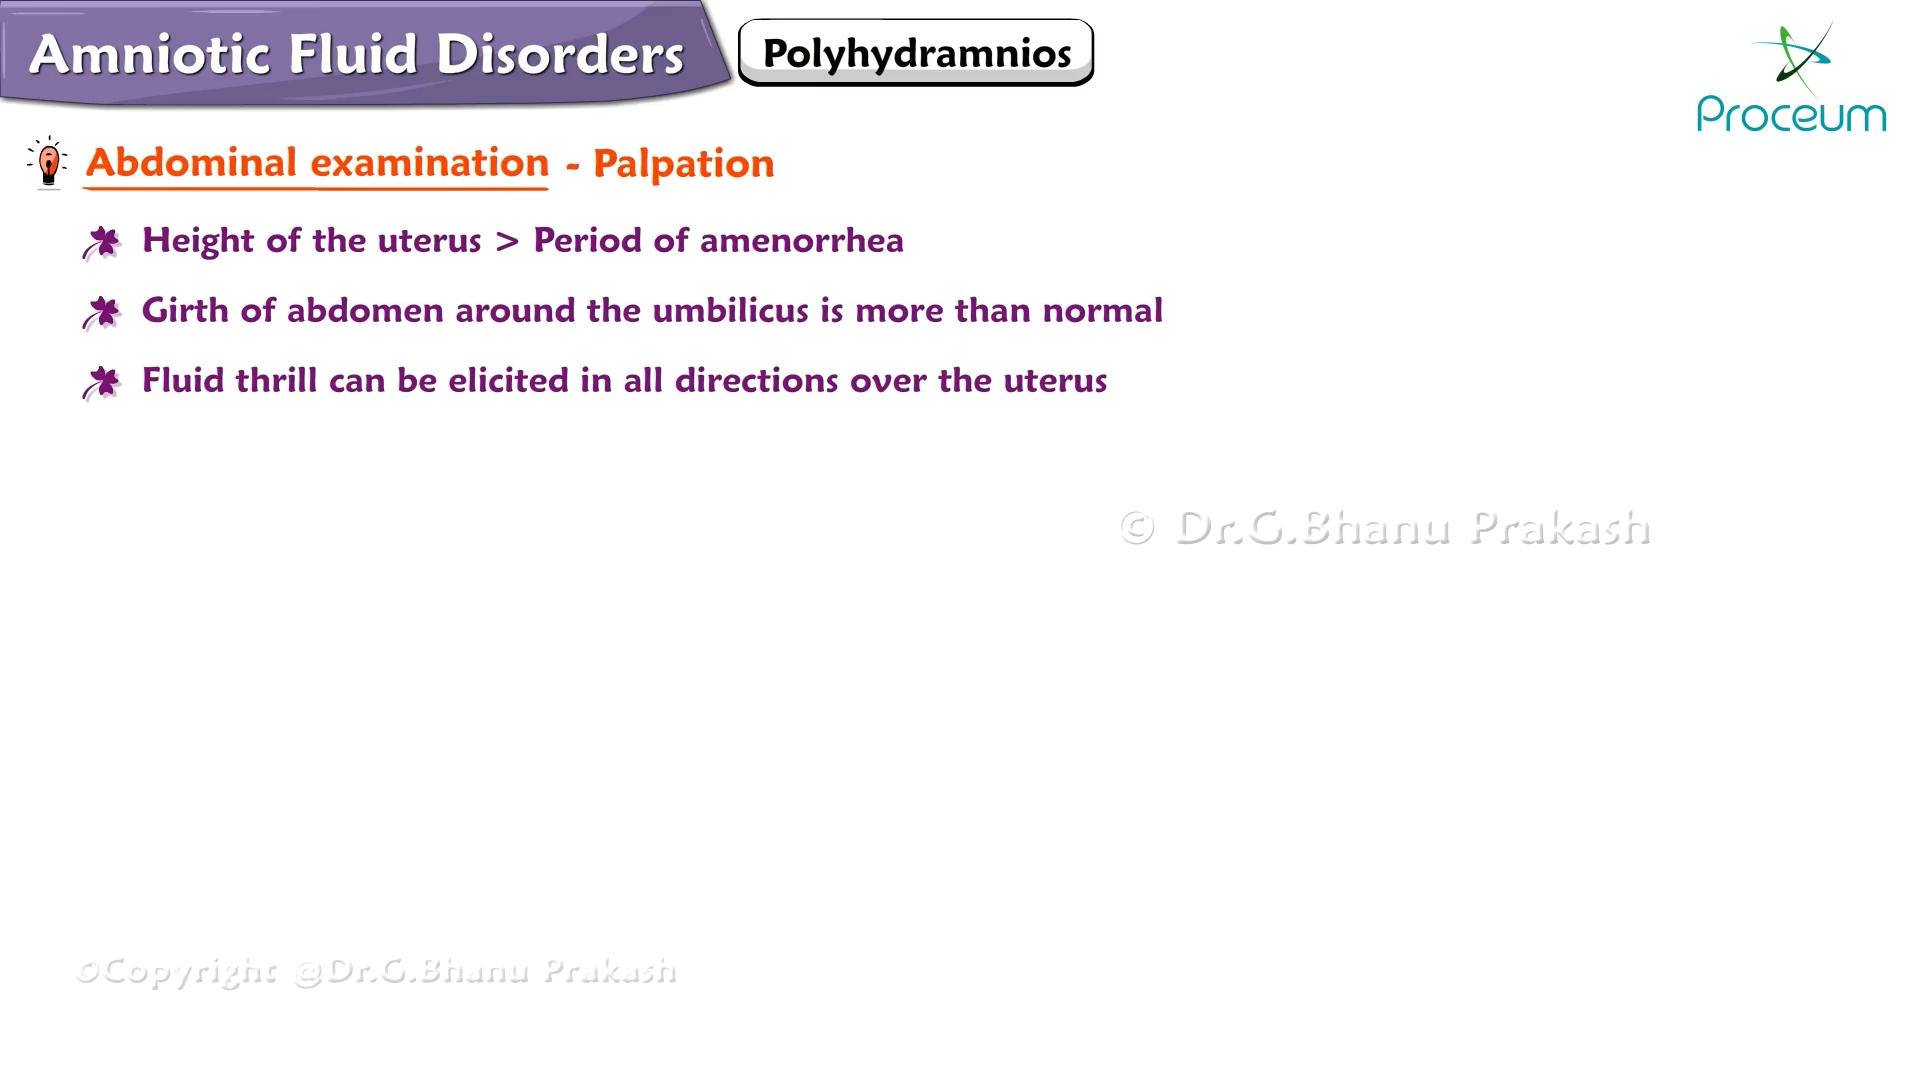 Amniotic Fluid Disorders
Polyhydramnios
Proceum
Abdominal examination - Palpation
Height of the uterus > Period of amenorrhea
Girth of abdomen around the umbilicus is more than normal
Fluid thrill can be elicited in all directions over the uterus
© Dr.G.Bhanu Prakash
©Copyright @Dr.G.Bhanu Prakash